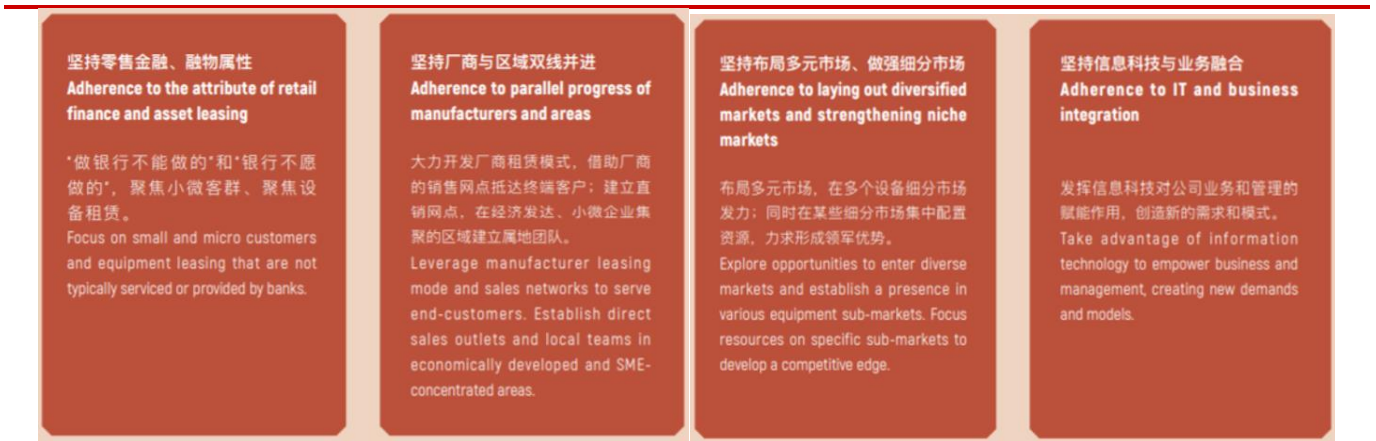 坚持零售金融、融物属性
Adherence to the attribute of retail
finance and asset leasing
"做银行不能做的"和"银行不愿
做的"，聚焦小微客群、聚焦设
备租赁。
Focus on small and micro customers
and equipment leasing that are not
typically serviced or provided by banks.
坚持厂商与区域双线并进
Adherence to parallel progress of
manufacturers and areas
大力开发厂商租赁模式，借助厂商
的销售网点抵达终端客户；建立直
销网点，在经济发达、小微企业集
聚的区域建立属地团队。
Leverage manufacturer leasing
mode and sales networks to serve
end-customers. Establish direct
sales outlets and local teams in
economically developed and SME-
concentrated areas.
坚持布局多元市场、做强细分市场
Adherence to laying out diversified
markets and strengthening niche
markets
布局多元市场，在多个设备细分市场
发力；同时在某些细分市场集中配置
资源，力求形成领军优势。
Explore opportunities to enter diverse
markets and establish a presence in
various equipment sub-markets. Focus
resources on specific sub-markets to
develop a competitive edge.
坚持信息科技与业务融合
Adherence to IT and business
integration
发挥信息科技对公司业务和管理的
赋能作用，创造新的需求和模式。
Take advantage of information
technology to empower business and
management, creating new demands
and models.